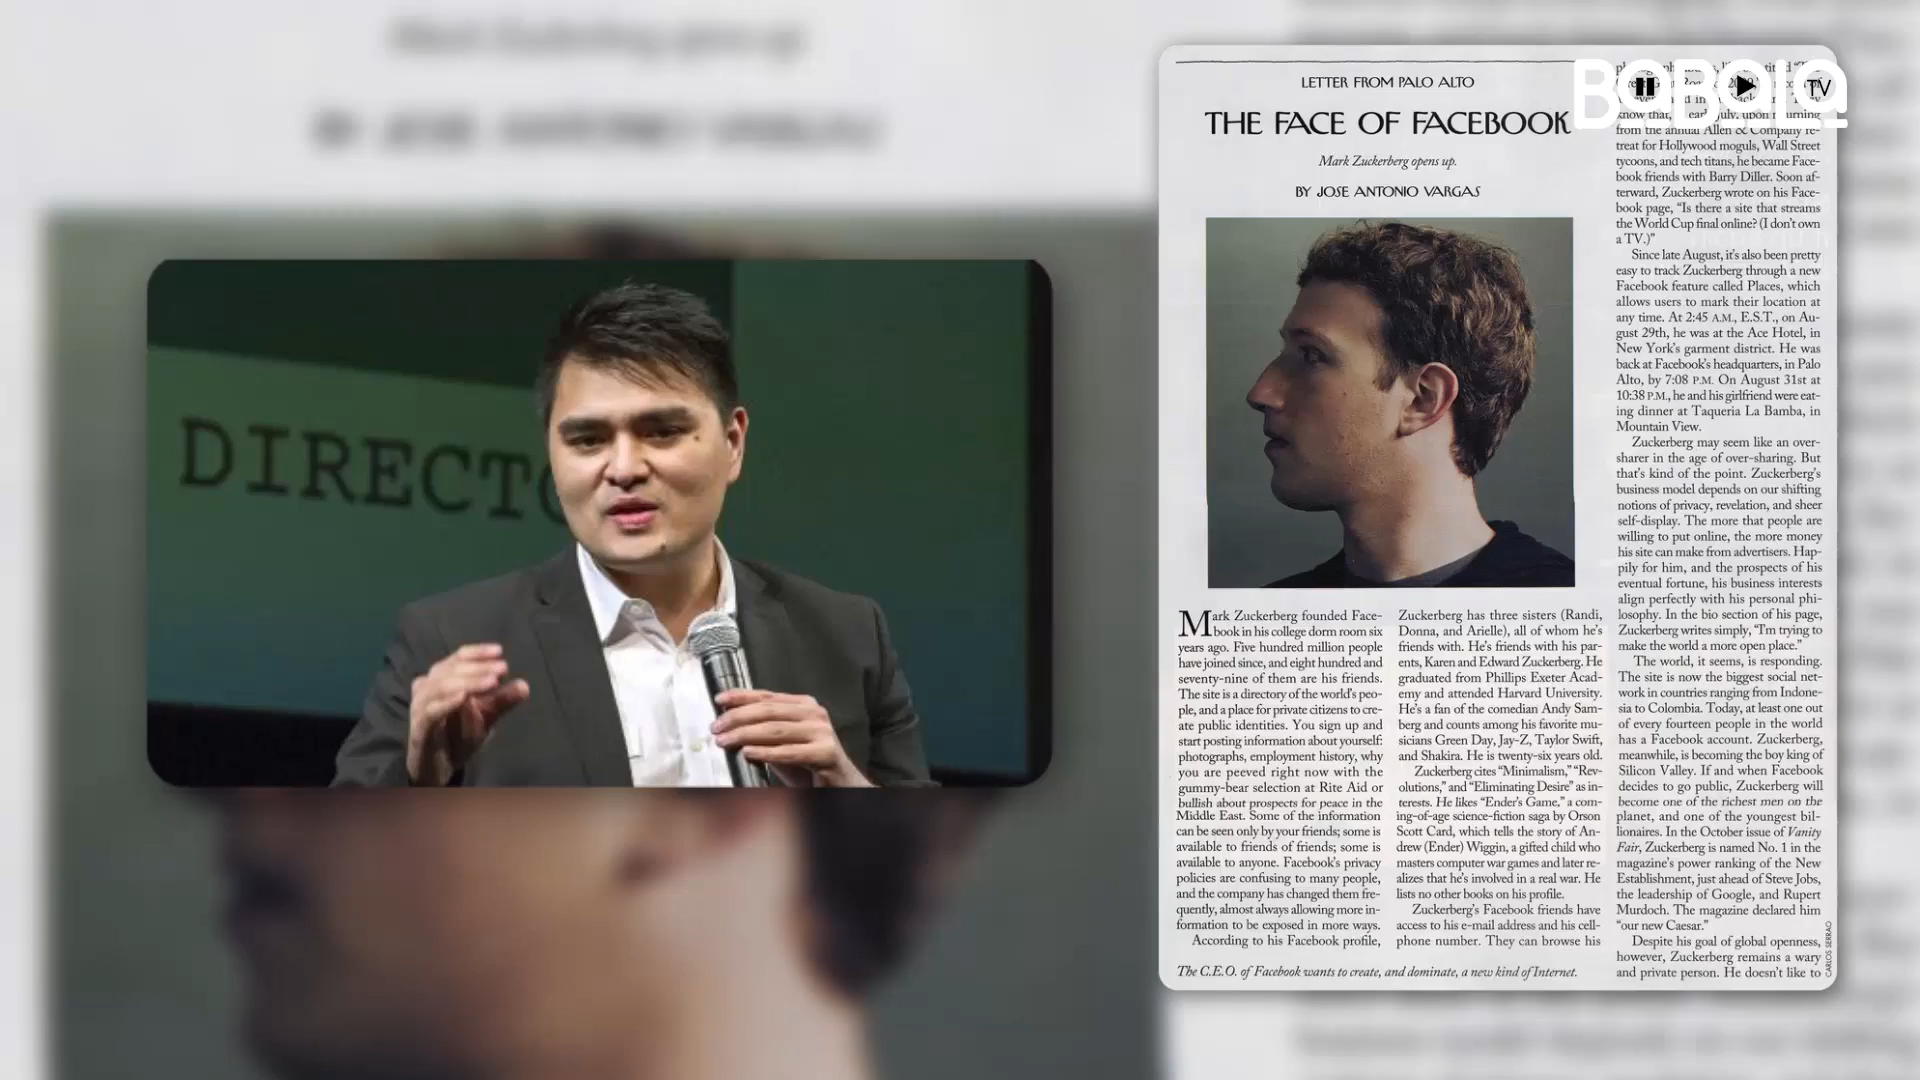 Mark Zuckerberg opens up
BY JOSE ANTONIO VARGAS
DIRECTO
BaBaLa TV
LETTER FROM PALO ALTO
THE FACE OF FACEBOOK
Mark Zuckerberg opens up.
BY JOSE ANTONIO VARGAS
Mark Zuckerberg founded Face-
book in his college dorm room six
years ago. Five hundred million people
have joined since, and eight hundred and
seventy-nine of them are his friends.
The site is a directory of the world's peo-
ple, and a place for private citizens to cre-
ate public identities. You sign up and
start posting information about yourself:
photographs, employment history, why
you are peeved right now with the
gummy-bear selection at Rite Aid or
bullish about prospects for peace in the
Middle East. Some of the information
can be seen only by your friends; some is
available to friends of friends; some is
available to anyone. Facebook's privacy
policies are confusing to many people,
and the company has changed them fre-
quently, almost always allowing more in-
formation to be exposed in more ways.
According to his Facebook profile,
Zuckerberg has three sisters (Randi,
Donna, and Arielle), all of whom he's
friends with. He's friends with his par-
ents, Karen and Edward Zuckerberg. He
graduated from Phillips Exeter Acad-
emy and attended Harvard University.
He's a fan of the comedian Andy Sam-
berg and counts among his favorite mu-
sicians Green Day, Jay-Z, Taylor Swift,
and Shakira. He is twenty-six years old.
Zuckerberg cites “Minimalism,” “Rev-
olutions,” and “Eliminating Desire” as in-
terests. He likes “Ender's Game,” a com-
ing-of-age science-fiction saga by Orson
Scott Card, which tells the story of An-
drew (Ender) Wiggin, a gifted child who
masters computer war games and later re-
alizes that he's involved in a real war. He
lists no other books on his profile.
Zuckerberg's Facebook friends have
access to his e-mail address and his cell-
phone number. They can browse his
know that, early July, upon
from the annual Allen & Company re-
treat for Hollywood moguls, Wall Street
tycoons, and tech titans, he became Face-
book friends with Barry Diller. Soon af-
terward, Zuckerberg wrote on his Face-
book page, “Is there a site that streams
the World Cup final online? (I don't own
a TV.)”
Since late August, it's also been pretty
easy to track Zuckerberg through a new
Facebook feature called Places, which
allows users to mark their location at
any time. At 2:45 A.M., E.S.T., on Au-
gust 29th, he was at the Ace Hotel, in
New York's garment district. He was
back at Facebook's headquarters, in Palo
Alto, by 7:08 P.M. On August 31st at
10:38 P.M., he and his girlfriend were eat-
ing dinner at Taqueria La Bamba, in
Mountain View.
Zuckerberg may seem like an over-
sharer in the age of over-sharing. But
that's kind of the point. Zuckerberg's
business model depends on our shifting
notions of privacy, revelation, and sheer
self-display. The more that people are
willing to put online, the more money
his site can make from advertisers. Hap-
pily for him, and the prospects of his
eventual fortune, his business interests
align perfectly with his personal phi-
losophy. In the bio section of his page,
Zuckerberg writes simply, “I'm trying to
make the world a more open place.”
The world, it seems, is responding.
The site is now the biggest social net-
work in countries ranging from Indone-
sia to Colombia. Today, at least one out
of every fourteen people in the world
has a Facebook account. Zuckerberg,
meanwhile, is becoming the boy king of
Silicon Valley. If and when Facebook
decides to go public, Zuckerberg will
become one of the richest men on the
planet, and one of the youngest bil-
lionaires. In the October issue of Vanity
Fair, Zuckerberg is named No. 1 in the
magazine's power ranking of the New
Establishment, just ahead of Steve Jobs,
the leadership of Google, and Rupert
Murdoch. The magazine declared him
“our new Caesar.”
Despite his goal of global openness,
however, Zuckerberg remains a wary
and private person. He doesn't like to
CARLOS SERRAO
The C.E.O. of Facebook wants to create, and dominate, a new kind of Internet.